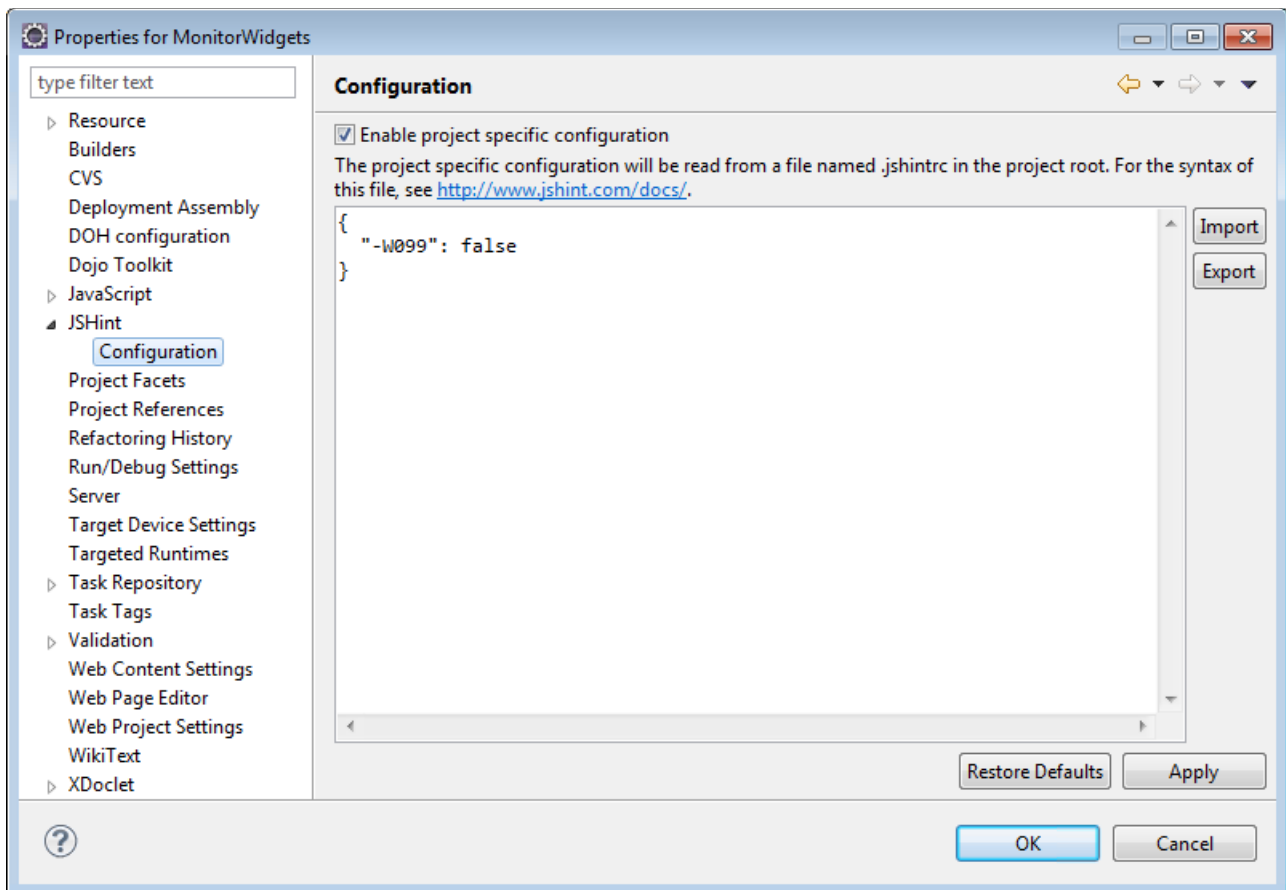 Properties for MonitorWidgets
type filter text
Resource
Builders
CVS
Deployment Assembly
DOH configuration
Dojo Toolkit
JavaScript
JSHint
Configuration
Project Facets
Project References
Refactoring History
Run/Debug Settings
Server
Target Device Settings
Targeted Runtimes
Task Repository
Task Tags
Validation
Web Content Settings
Web Page Editor
Web Project Settings
WikiText
XDoclet
Configuration
Enable project specific configuration
The project specific configuration will be read from a file named .jshintrc in the project root. For the syntax of
this file, see http://www.jshint.com/docs/.
{
  "-W099": false
}
Import
Export
Restore Defaults
Apply
?
OK
Cancel